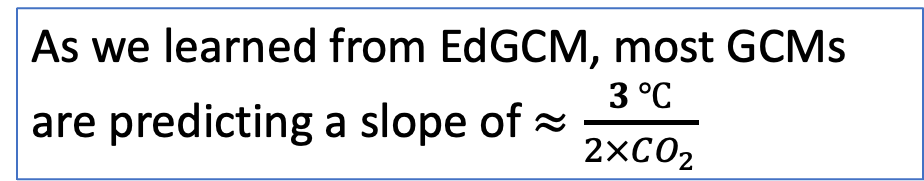 As we learned from EdGCM, most GCMs
are predicting a slope of ≈ 3 °C / 2×CO₂